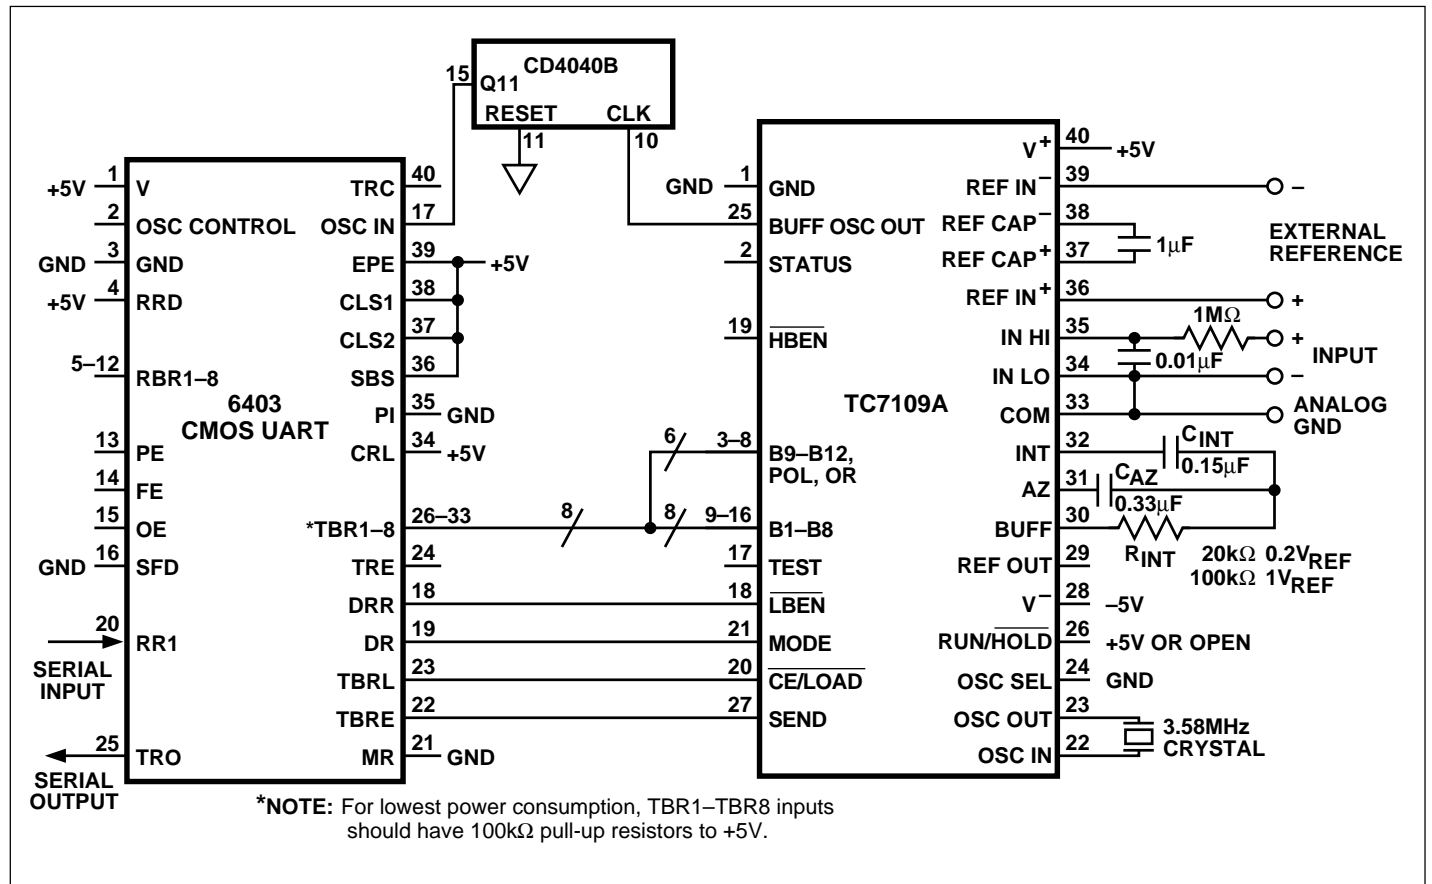 CD4040B
15
Q11
RESET
CLK
11
10
1
+5V
V
2
OSC CONTROL
3
GND
GND
4
+5V
RRD
5–12
RBR1–8
6403
CMOS UART
13
PE
14
FE
15
OE
16
GND
SFD
20
RR1
SERIAL
INPUT
25
TRO
SERIAL
OUTPUT
TRC
40
OSC IN
17
EPE
39
+5V
CLS1
38
CLS2
37
SBS
36
PI
35
GND
CRL
34
+5V
*TBR1–8
26–33
TRE
24
DRR
18
DR
19
TBRL
23
TBRE
22
MR
21
GND
8
6
8
GND
1
GND
25
BUFF OSC OUT
2
STATUS
19
HBEN
TC7109A
3–8
B9–B12,
POL, OR
9–16
B1–B8
17
TEST
18
LBEN
21
MODE
20
CE/LOAD
27
SEND
V+
40
+5V
REF IN–
39
–
REF CAP–
38
1µF
REF CAP+
37
EXTERNAL
REFERENCE
REF IN+
36
+
1MΩ
IN HI
35
+
0.01µF
INPUT
IN LO
34
–
COM
33
ANALOG
GND
INT
32
CINT
0.15µF
AZ
31
CAZ
0.33µF
BUFF
30
RINT
20kΩ 0.2VREF
100kΩ 1VREF
REF OUT
29
V–
28
–5V
RUN/HOLD
26
+5V OR OPEN
OSC SEL
24
GND
OSC OUT
23
3.58MHz
CRYSTAL
OSC IN
22
*NOTE: For lowest power consumption, TBR1–TBR8 inputs
should have 100kΩ pull-up resistors to +5V.